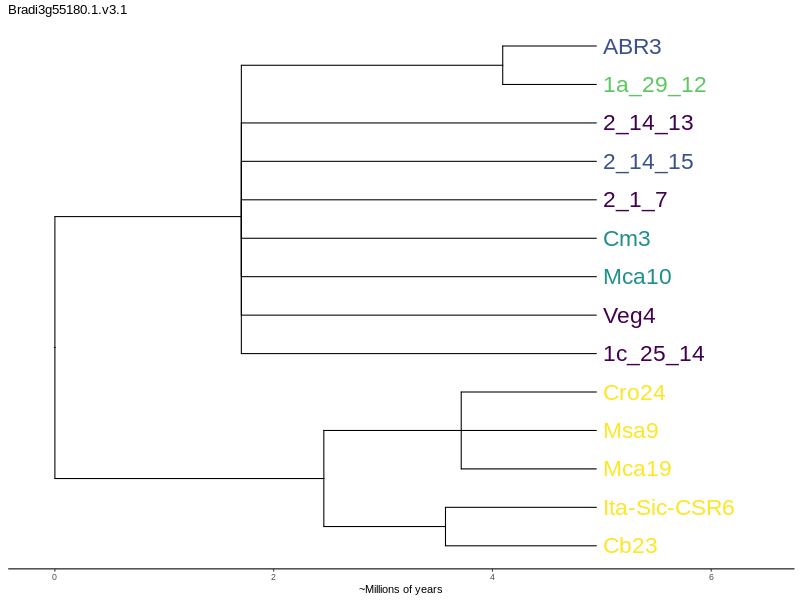 Bradi3g55180.1.v3.1
ABR3
1a_29_12
2_14_13
2_14_15
2_1_7
Cm3
Mca10
Veg4
1c_25_14
Cro24
Msa9
Mca19
Ita-Sic-CSR6
Cb23
0 2 4 6
~Millions of years